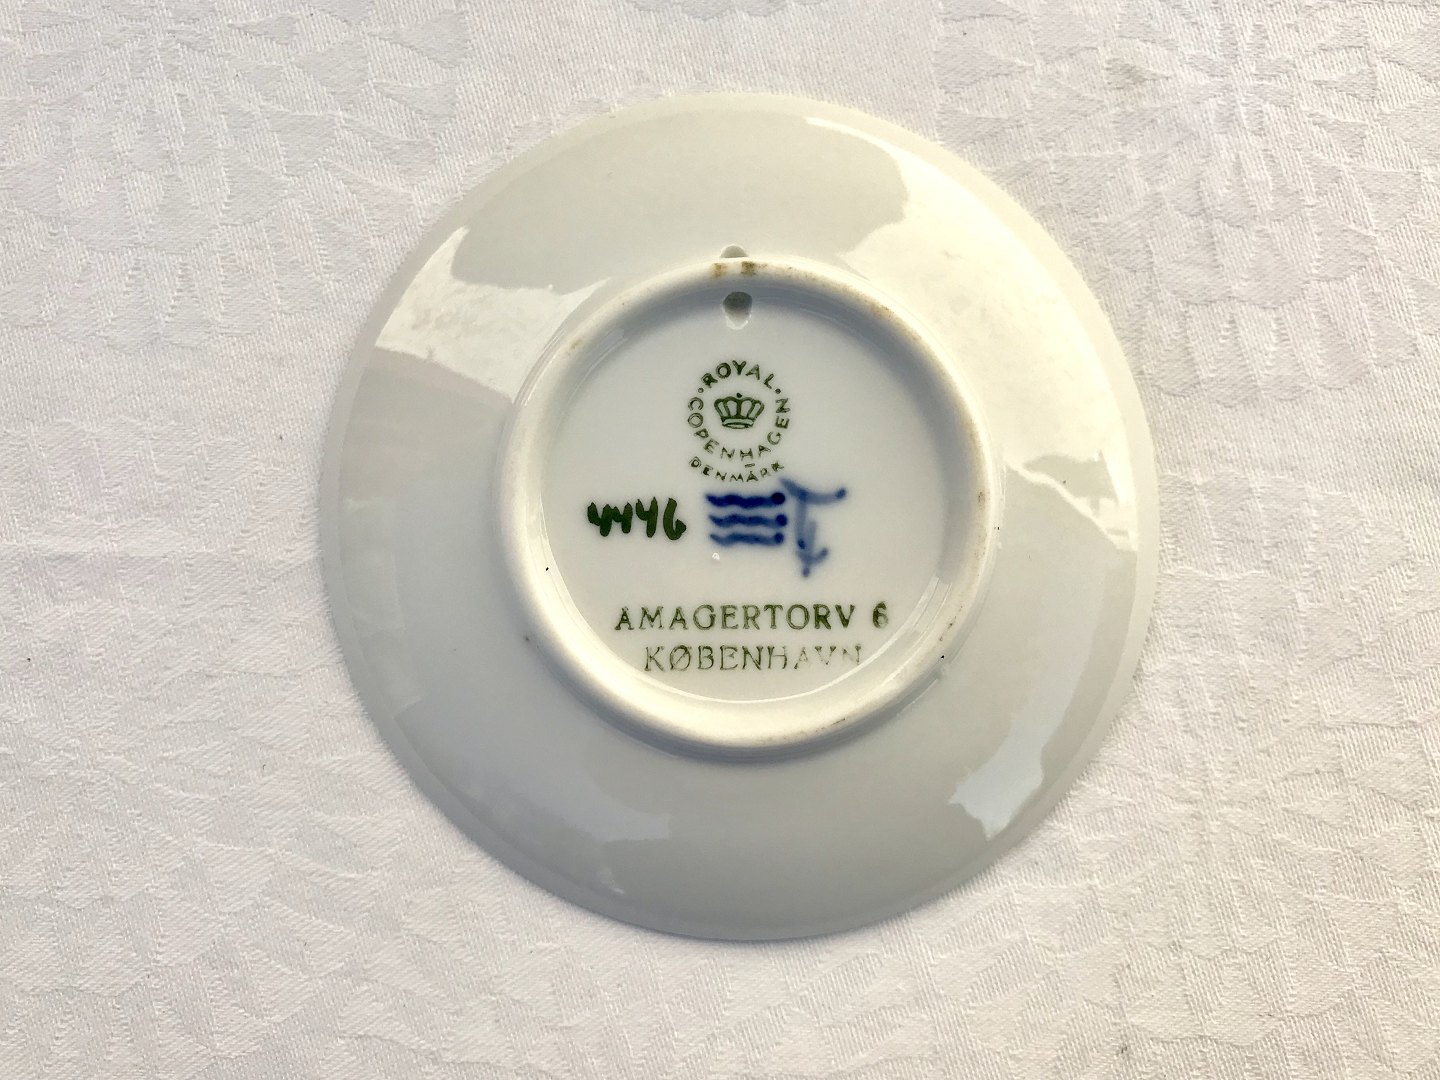 ROYAL
COPENHAGEN
DENMARK
4446
AMAGERTORV 6
KØBENHAVN